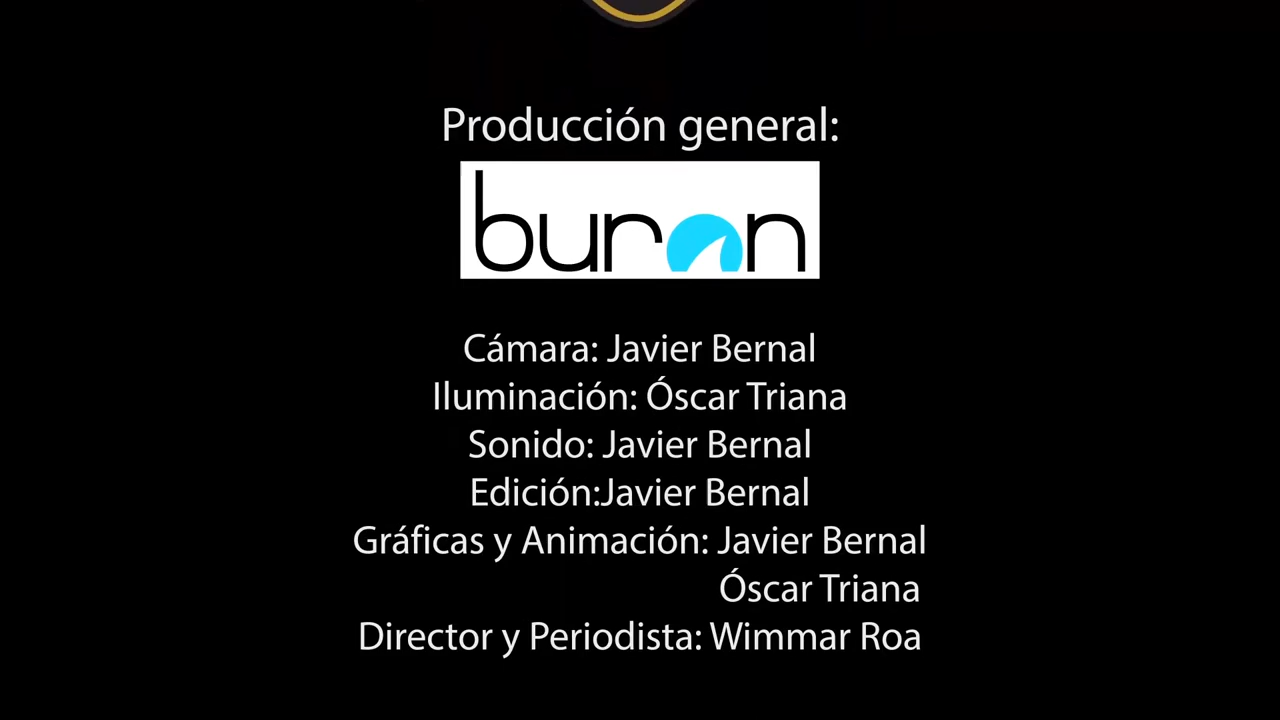 Producción general:
buron
Cámara: Javier Bernal
Iluminación: Óscar Triana
Sonido: Javier Bernal
Edición:Javier Bernal
Gráficas y Animación: Javier Bernal
Óscar Triana
Director y Periodista: Wimmar Roa